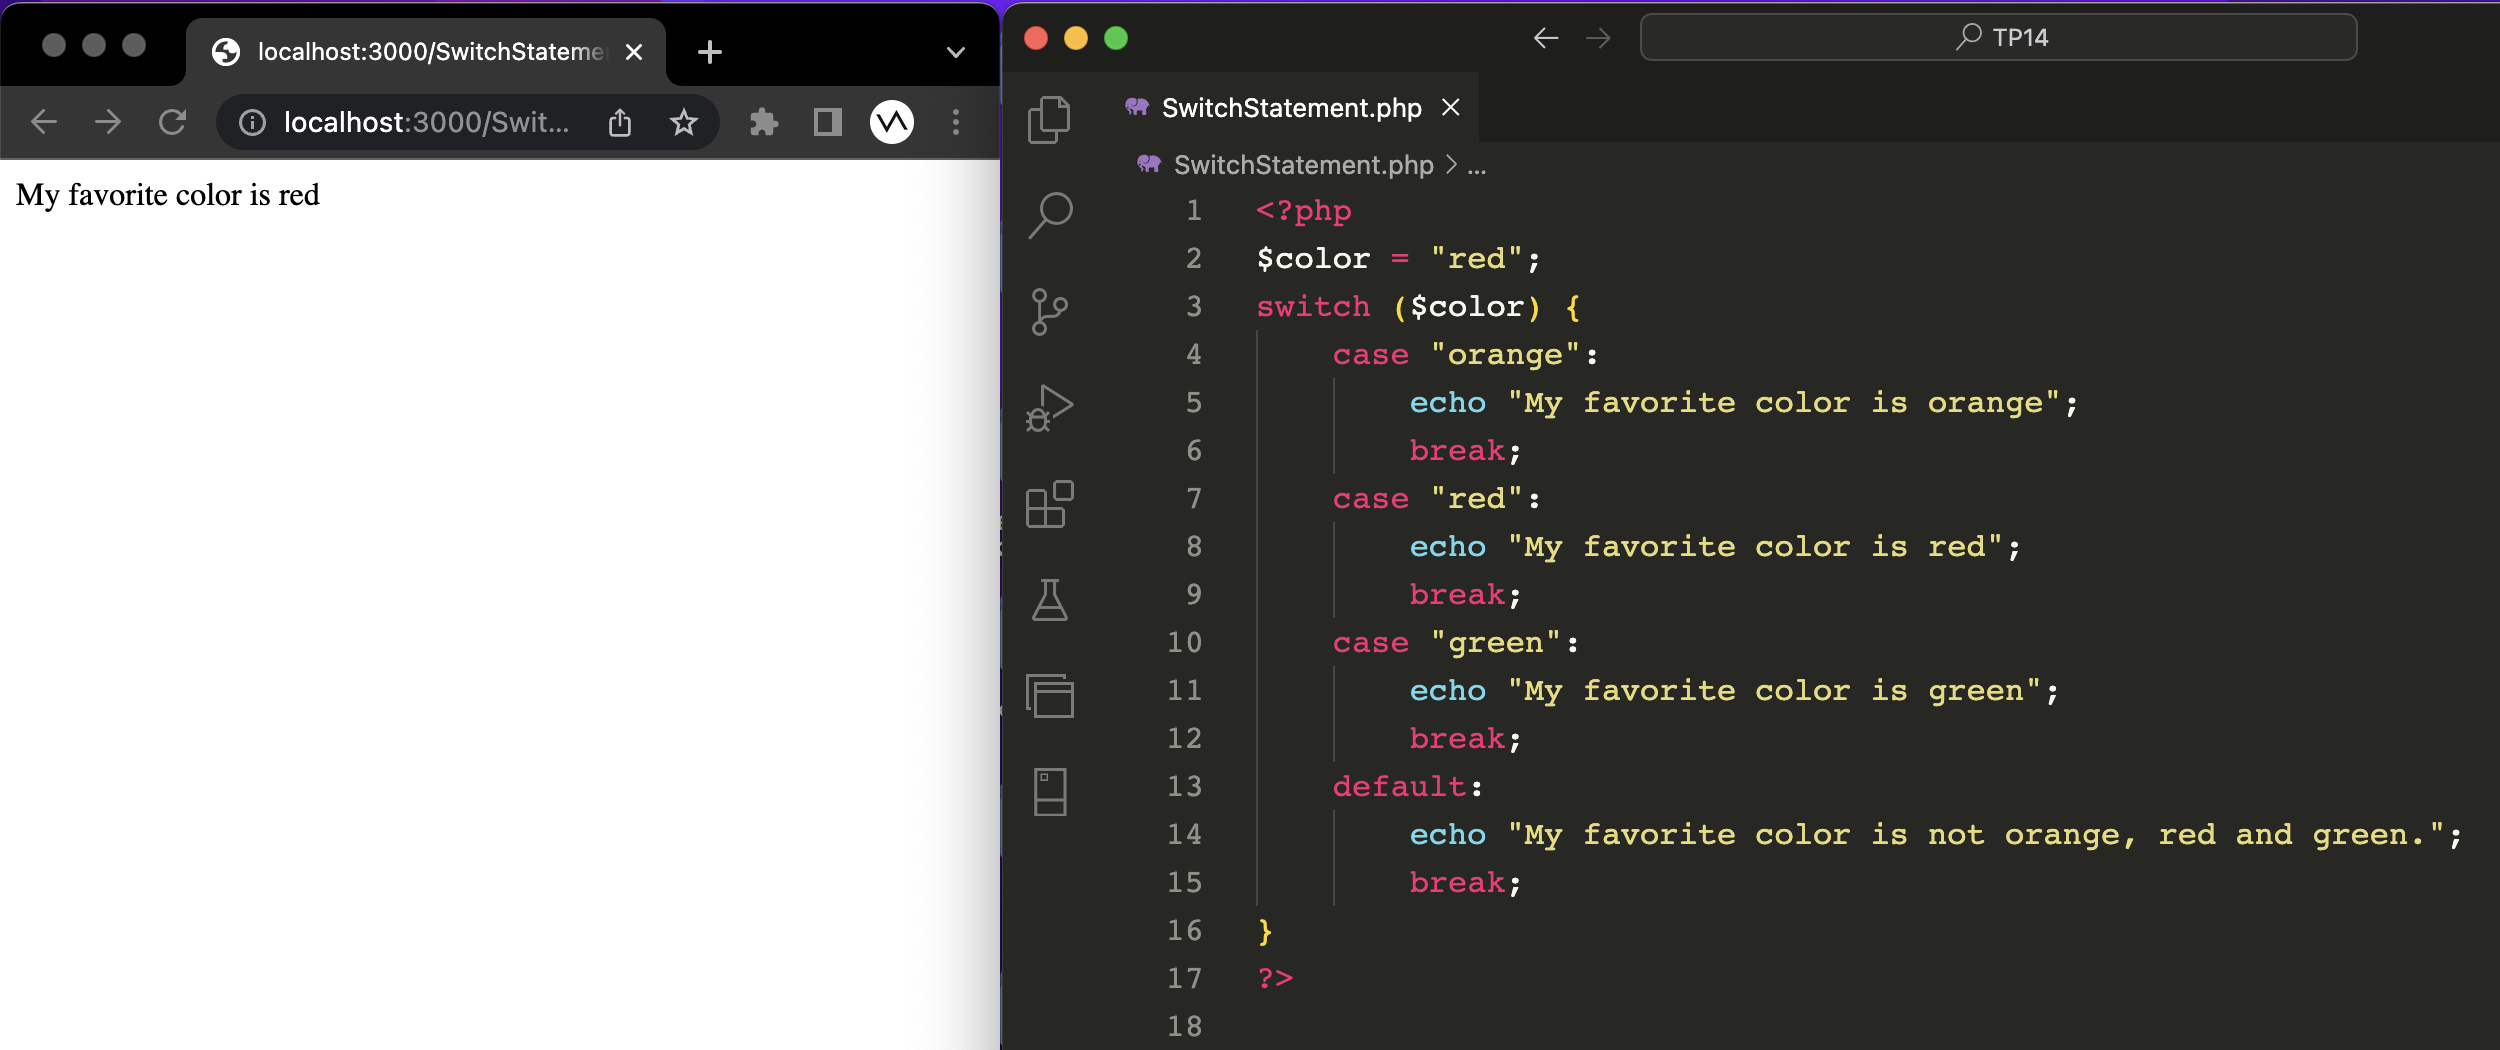 localhost:3000/SwitchStateme
localhost:3000/Swit...
My favorite color is red
TP14
SwitchStatement.php
SwitchStatement.php > ...
1 <?php
2 $color = "red";
3 switch ($color) {
4 case "orange":
5 echo "My favorite color is orange";
6 break;
7 case "red":
8 echo "My favorite color is red";
9 break;
10 case "green":
11 echo "My favorite color is green";
12 break;
13 default:
14 echo "My favorite color is not orange, red and green.";
15 break;
16 }
17 ?>
18